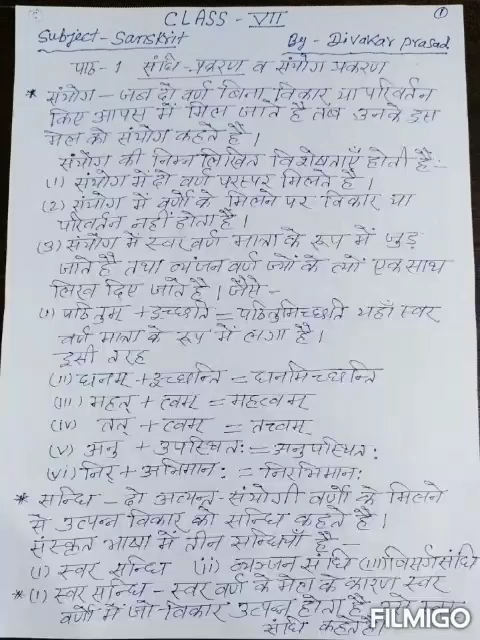 CLASS - VII
①
Subject - Sanskrit
By - Divakar prasad
पाठ-1 संधि-प्रकरण व संयोग प्रकरण
* संयोग - जब दो वर्ण बिना विकार या परिवर्तन
किए आपस में मिल जाते हैं तब उनके इस
मेल को संयोग कहते हैं।
संयोग की निम्नलिखित विशेषताएँ होती हैं:-
(1) संयोग में दो वर्ण परस्पर मिलते हैं।
(2) संयोग में वर्णों के मिलने पर विकार या
परिवर्तन नहीं होता है।
(3) संयोग में स्वर वर्ण मात्रा के रूप में जुड़
जाते हैं तथा व्यंजन वर्ण ज्यों के त्यों एक साथ
लिख दिए जाते हैं। जैसे-
(i) पठितुम् + इच्छति = पठितुमिच्छति यहाँ स्वर
वर्ण मात्रा के रूप में लगा है।
इसी तरह
(ii) धनम् + इच्छन्ति = धनमिच्छन्ति
(iii) महत् + त्वम् = महत्वम्
(iv) तत् + त्वम् = तत्त्वम्
(v) अनु + उपस्थितः = अनुपस्थितः
(vi) निर् + अभिमानः = निरभिमानः
* सन्धि - दो अत्यन्त संयोगी वर्णों के मिलने
से उत्पन्न विकार को सन्धि कहते हैं।
संस्कृत भाषा में तीन सन्धियाँ हैं -
(i) स्वर सन्धि (ii) व्यञ्जन संधि (iii) विसर्ग संधि
* (i) स्वर सन्धि - स्वर वर्ण के मेल के कारण स्वर
वर्णों में जो विकार उत्पन्न होता है
संधि कहते हैं।
FILMIGO